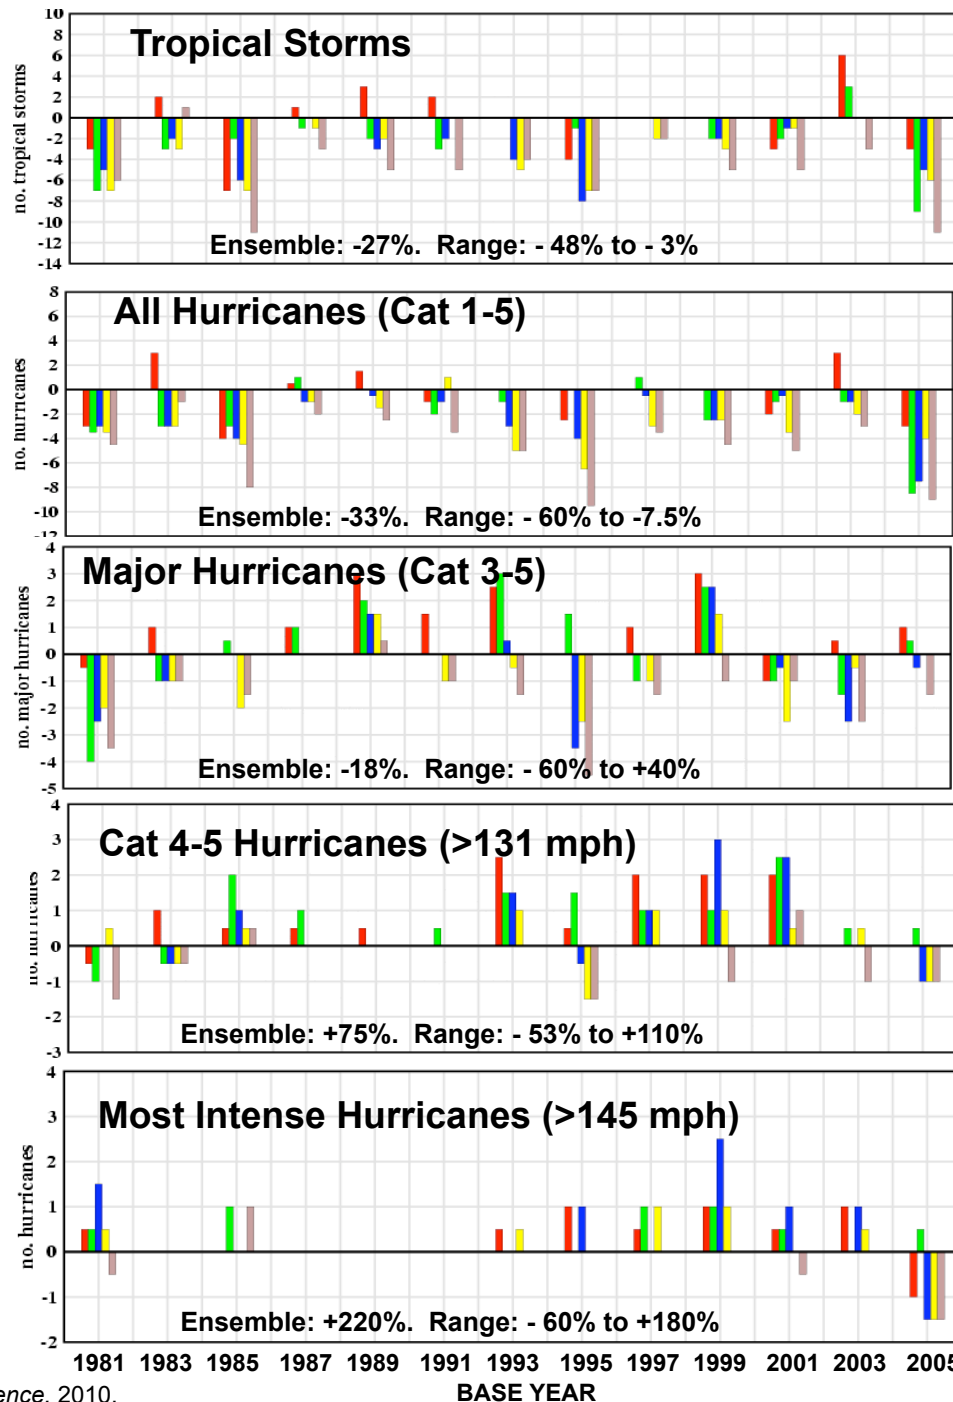 Tropical Storms
10
8
6
4
2
0
-2
-4
-6
-8
-10
-12
-14
no. tropical storms
Ensemble: -27%.  Range: - 48% to - 3%
All Hurricanes (Cat 1-5)
8
6
4
2
0
-2
-4
-6
-8
-10
-12
no. hurricanes
Ensemble: -33%.  Range: - 60% to -7.5%
Major Hurricanes (Cat 3-5)
4
3
2
1
0
-1
-2
-3
-4
-5
no. major hurricanes
Ensemble: -18%.  Range: - 60% to +40%
Cat 4-5 Hurricanes (>131 mph)
4
3
2
1
0
-1
-2
-3
no. hurricanes
Ensemble: +75%.  Range: - 53% to +110%
Most Intense Hurricanes (>145 mph)
4
3
2
1
0
-1
-2
no. hurricanes
Ensemble: +220%.  Range: - 60% to +180%
1981 1983 1985 1987 1989 1991 1993 1995 1997 1999 2001 2003 2005
BASE YEAR
ence, 2010.